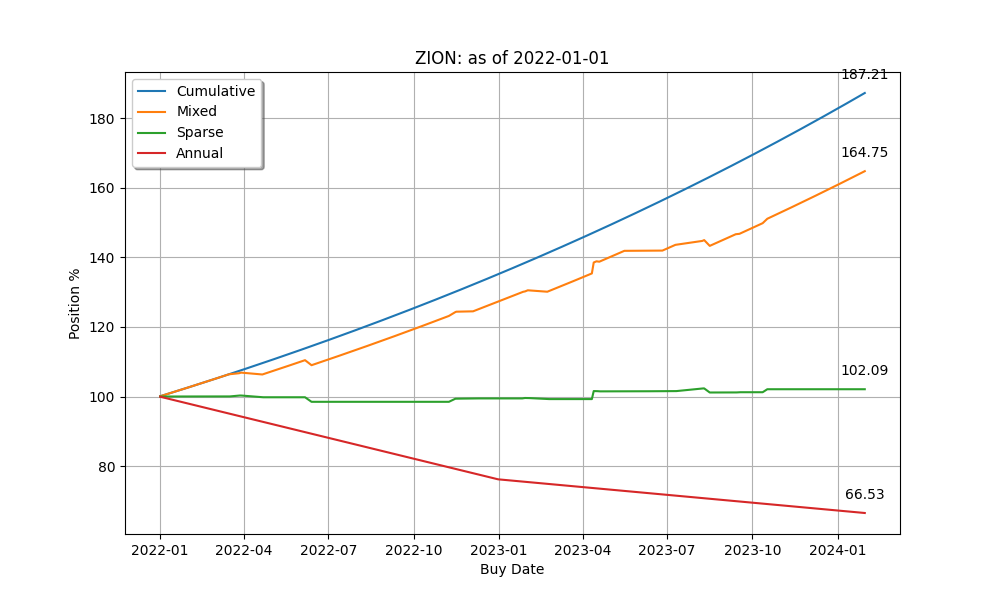 ZION: as of 2022-01-01
187.21
Cumulative
Mixed
Sparse
Annual
164.75
102.09
66.53
180
160
140
120
100
80
Position %
2022-01 2022-04 2022-07 2022-10 2023-01 2023-04 2023-07 2023-10 2024-01
Buy Date